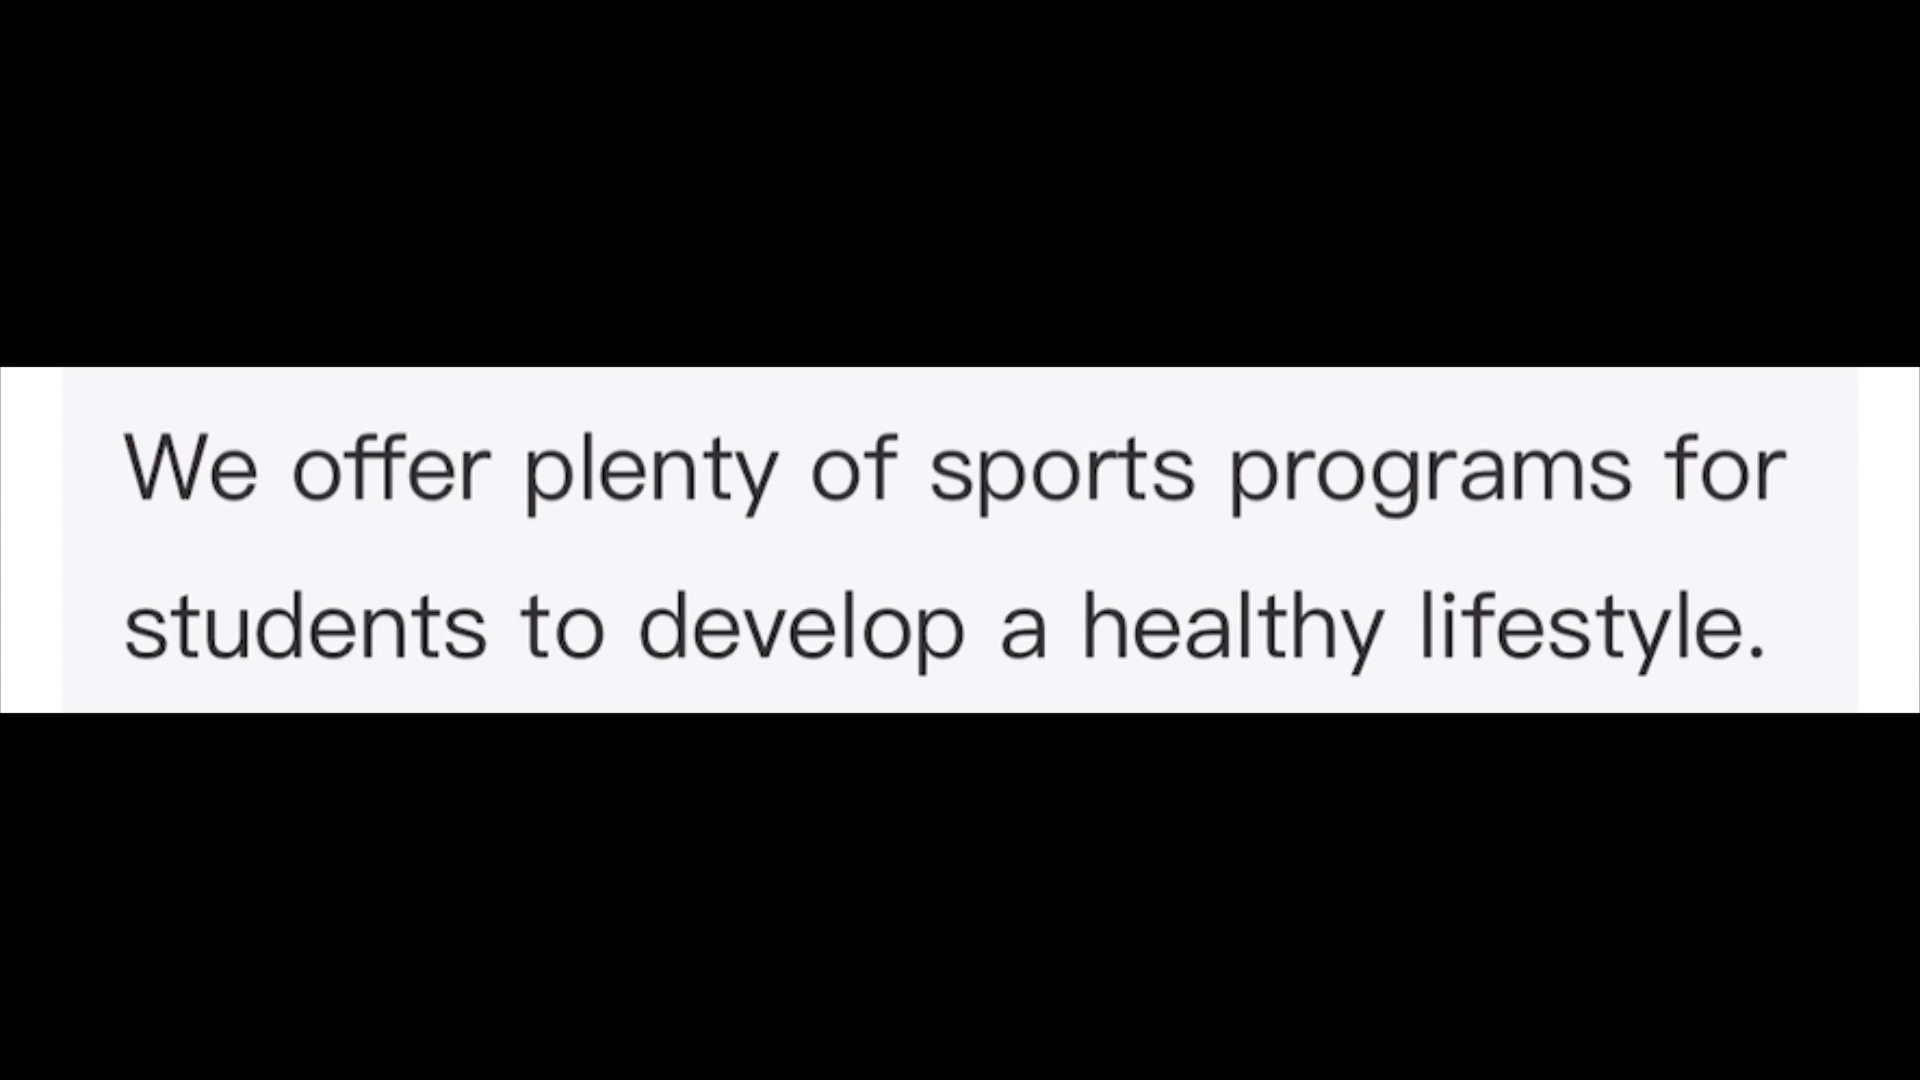 We offer plenty of sports programs for
students to develop a healthy lifestyle.